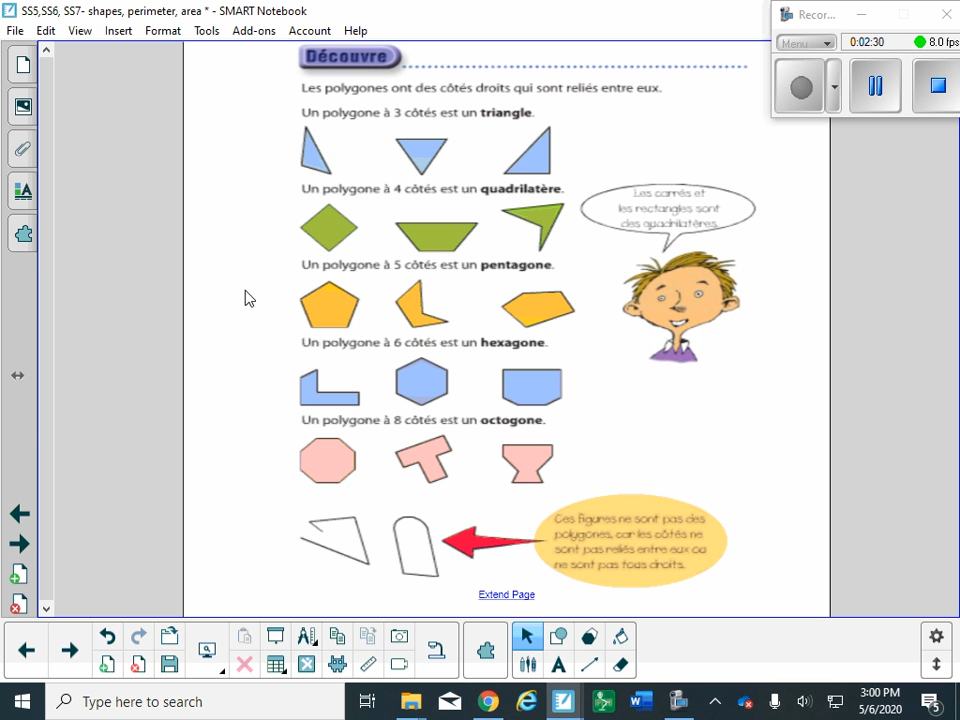 SS5,SS6, SS7- shapes, perimeter, area * - SMART Notebook
File Edit View Insert Format Tools Add-ons Account Help
Recor...
Menu
0:02:30
8.0 fps
Découvre
Les polygones ont des côtés droits qui sont reliés entre eux.
Un polygone à 3 côtés est un triangle.
Un polygone à 4 côtés est un quadrilatère.
Les carrés et
les rectangles sont
des quadrilatères.
Un polygone à 5 côtés est un pentagone.
Un polygone à 6 côtés est un hexagone.
Un polygone à 8 côtés est un octogone.
Ces figures ne sont pas des
polygones, car les côtés ne
sont pas reliés entre eux ou
ne sont pas tous droits.
Extend Page
Type here to search
3:00 PM
5/6/2020
5